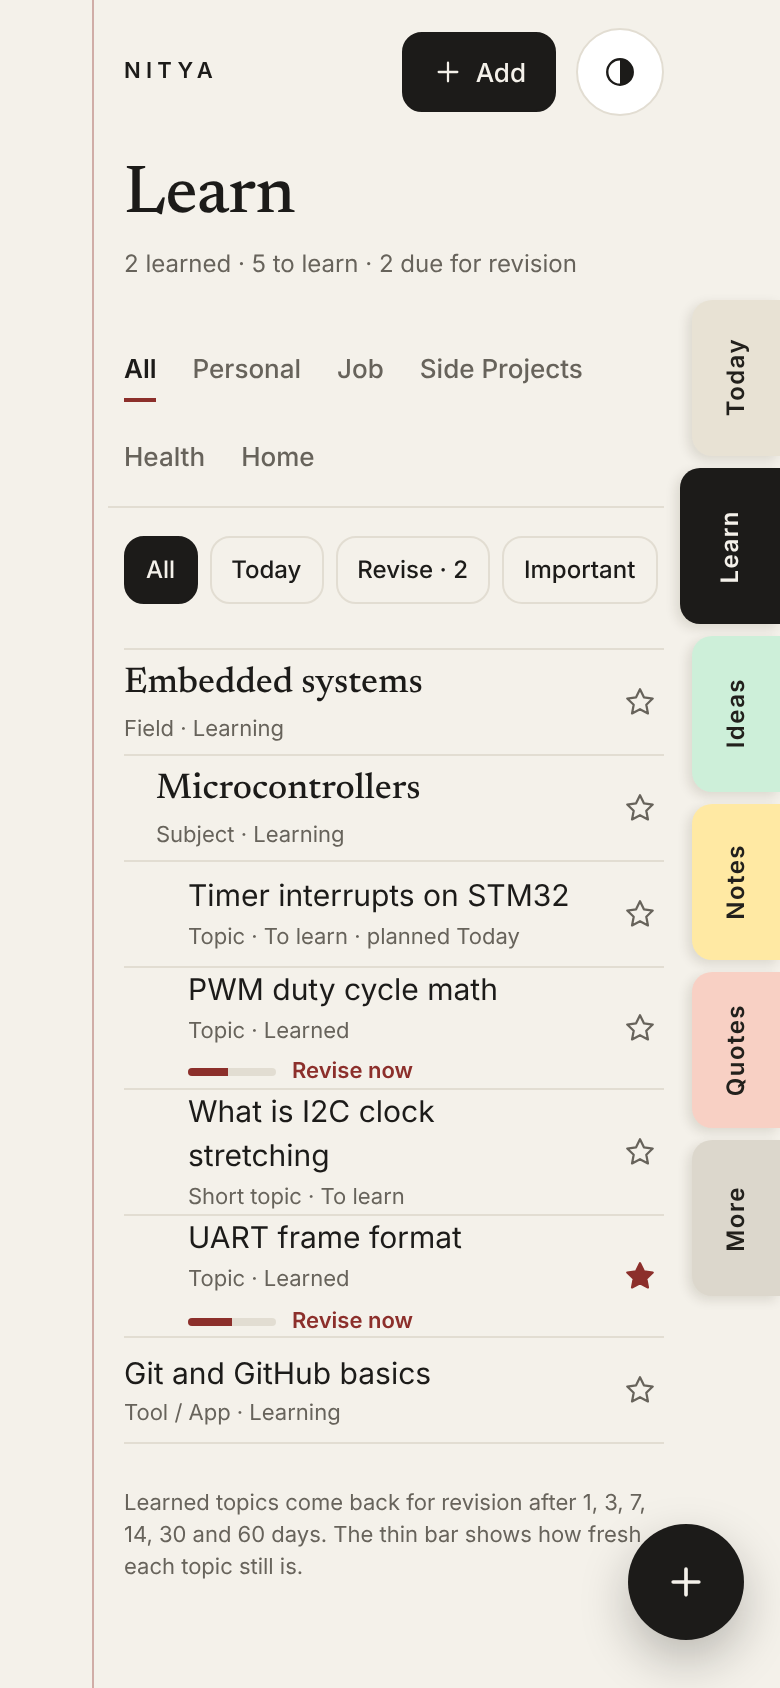 NITYA
Add
Learn
2 learned · 5 to learn · 2 due for revision
All Personal Job Side Projects
Health Home
All Today Revise · 2 Important
Embedded systems
Field · Learning
Microcontrollers
Subject · Learning
Timer interrupts on STM32
Topic · To learn · planned Today
PWM duty cycle math
Topic · Learned
Revise now
What is I2C clock
stretching
Short topic · To learn
UART frame format
Topic · Learned
Revise now
Git and GitHub basics
Tool / App · Learning
Learned topics come back for revision after 1, 3, 7,
14, 30 and 60 days. The thin bar shows how fresh
each topic still is.
Today
Learn
Ideas
Notes
Quotes
More